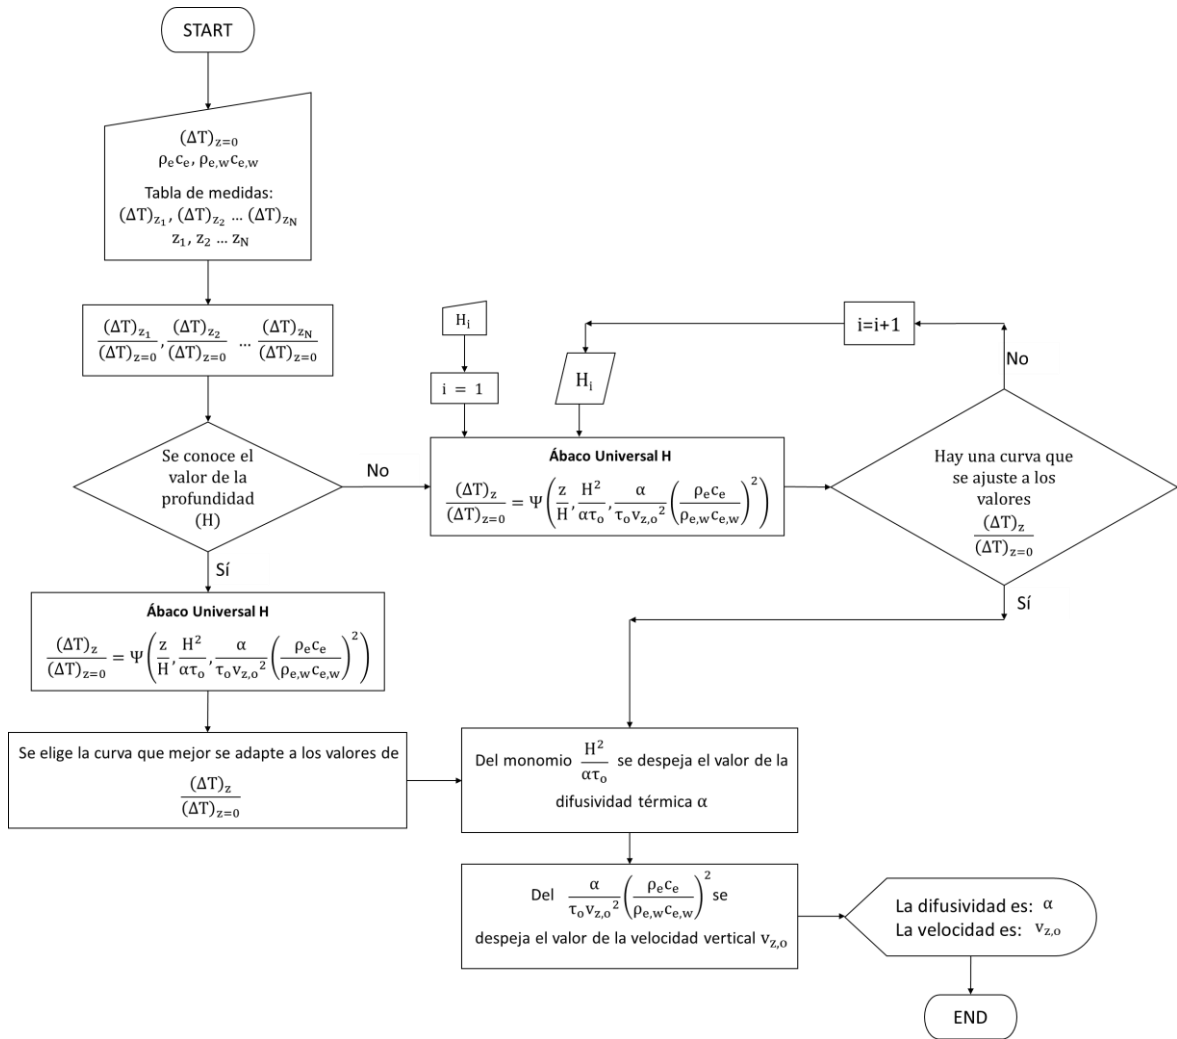 START
(ΔT)z=0
ρece, ρe,wce,w
Tabla de medidas:
(ΔT)z1, (ΔT)z2 ... (ΔT)zN
z1, z2 ... zN
(ΔT)z1/(ΔT)z=0, (ΔT)z2/(ΔT)z=0 ... (ΔT)zN/(ΔT)z=0
Se conoce el
valor de la
profundidad
(H)
No
Sí
Hi
i = 1
Hi
i=i+1
No
Ábaco Universal H
(ΔT)z/(ΔT)z=0 = Ψ(z/H, H²/ατo, α/τovz,o² (ρece/ρe,wce,w)²)
Hay una curva que
se ajuste a los
valores
(ΔT)z/(ΔT)z=0
Sí
Ábaco Universal H
(ΔT)z/(ΔT)z=0 = Ψ(z/H, H²/ατo, α/τovz,o² (ρece/ρe,wce,w)²)
Se elige la curva que mejor se adapte a los valores de
(ΔT)z/(ΔT)z=0
Del monomio H²/ατo se despeja el valor de la
difusividad térmica α
Del α/τovz,o² (ρece/ρe,wce,w)² se
despeja el valor de la velocidad vertical vz,o
La difusividad es: α
La velocidad es: vz,o
END